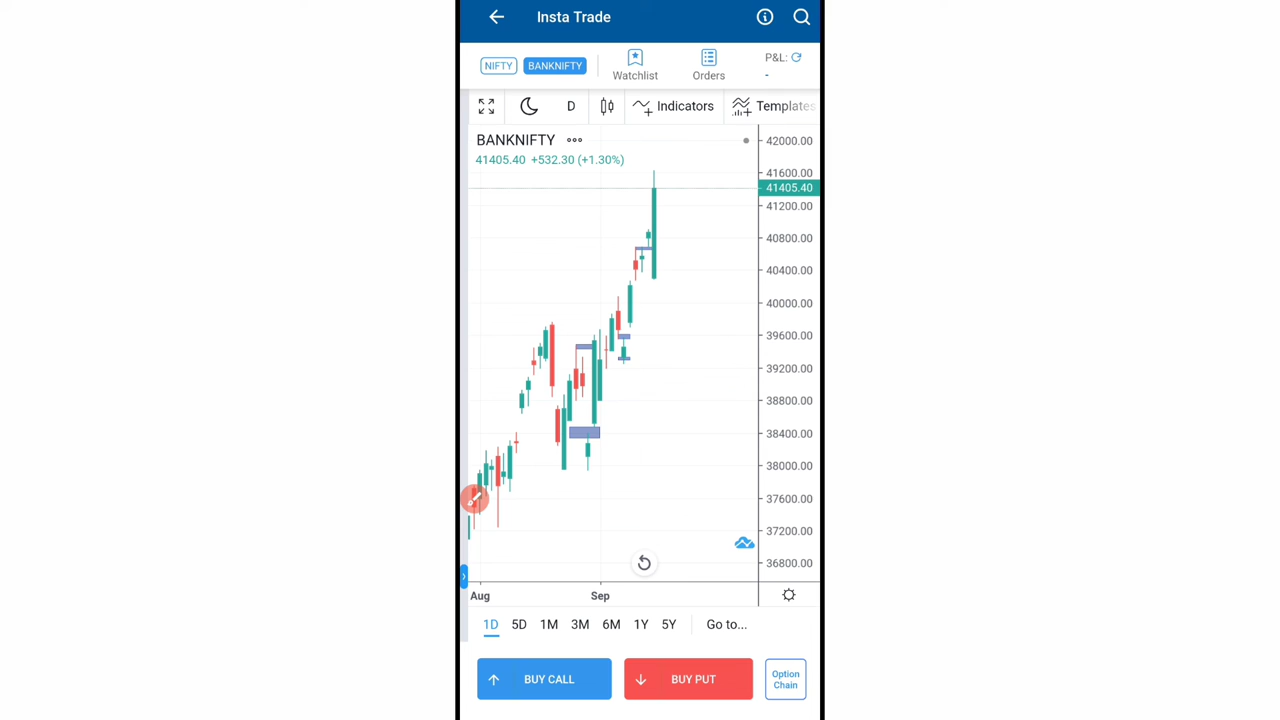 Insta Trade
NIFTY BANKNIFTY Watchlist Orders P&L: -
D Indicators Templates
BANKNIFTY
41405.40 +532.30 (+1.30%)
42000.00
41600.00
41405.40
41200.00
40800.00
40400.00
40000.00
39600.00
39200.00
38800.00
38400.00
38000.00
37600.00
37200.00
36800.00
Aug Sep
1D 5D 1M 3M 6M 1Y 5Y Go to...
BUY CALL BUY PUT Option
Chain